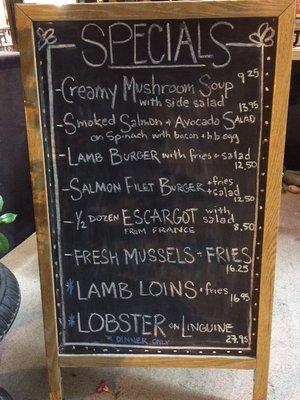 SPECIALS
-Creamy Mushroom Soup 9.25
with side salad
-Smoked Salmon + Avocado Salad 13.95
on Spinach with bacon + h.b. egg
-Lamb Burger with fries + salad
12.50
-Salmon Filet Burger + fries
+ salad
12.50
-½ dozen ESCARGOT with
salad
FROM FRANCE 8.50
-FRESH MUSSELS + FRIES
16.25
*LAMB LOINS + fries
16.95
*LOBSTER on Linguine
* DINNER ONLY 27.95